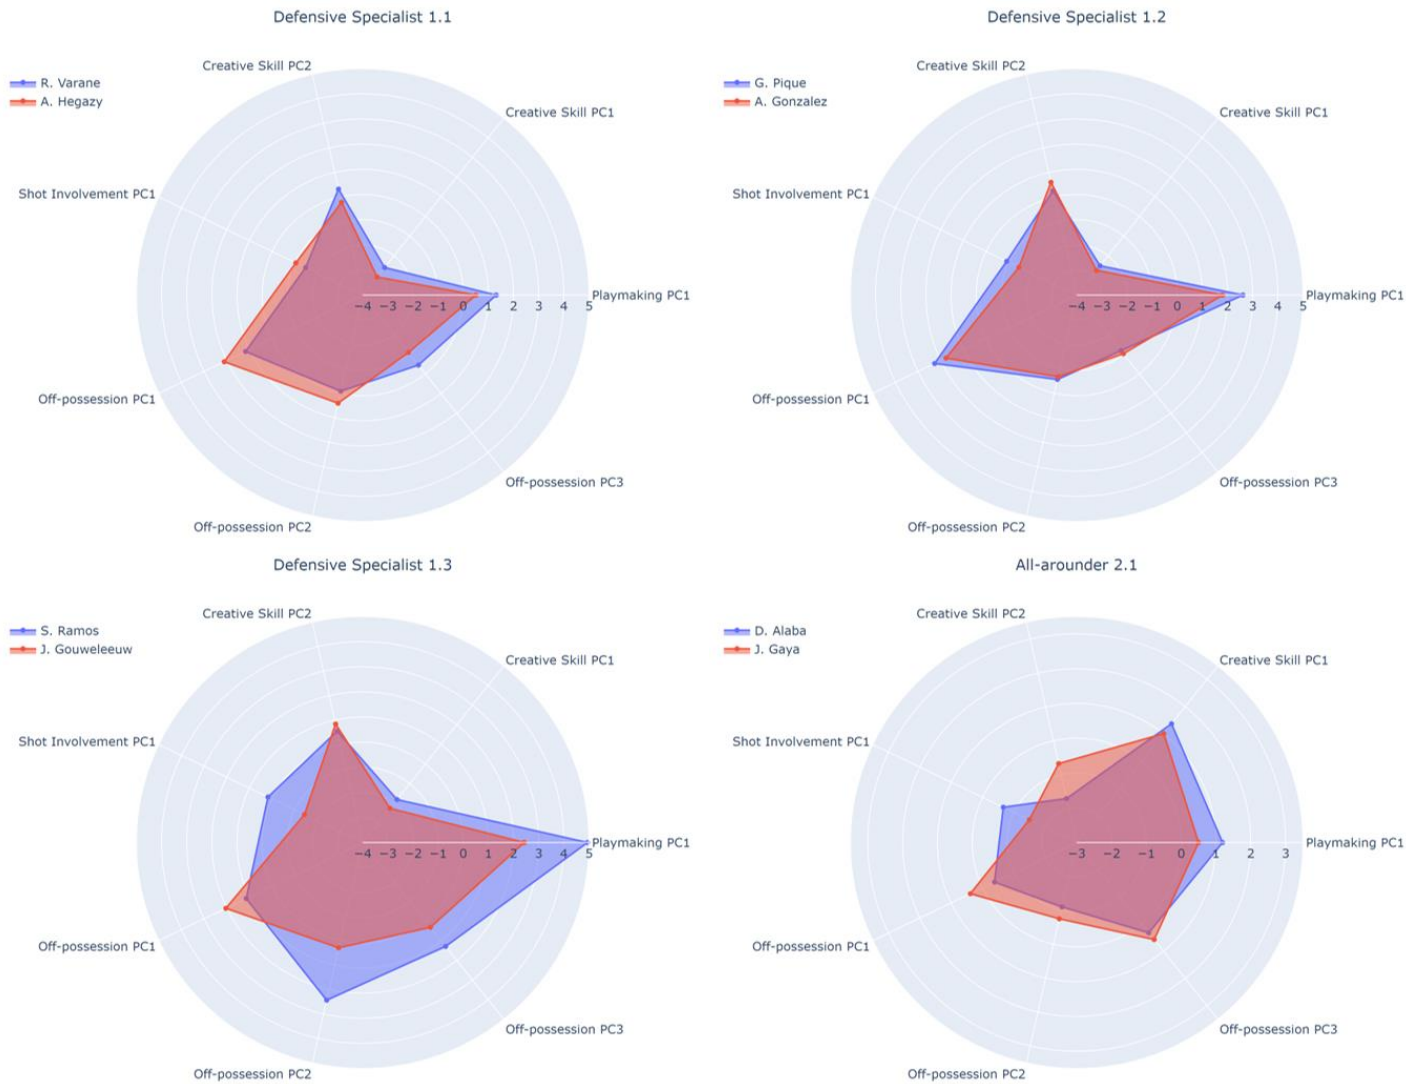 Defensive Specialist 1.1
R. Varane
A. Hegazy
Creative Skill PC2
Creative Skill PC1
Shot Involvement PC1
Playmaking PC1
−4 −3 −2 −1 0 1 2 3 4 5
Off-possession PC1
Off-possession PC3
Off-possession PC2
Defensive Specialist 1.2
G. Pique
A. Gonzalez
Creative Skill PC2
Creative Skill PC1
Shot Involvement PC1
Playmaking PC1
−4 −3 −2 −1 0 1 2 3 4 5
Off-possession PC1
Off-possession PC3
Off-possession PC2
Defensive Specialist 1.3
S. Ramos
J. Gouweleeuw
Creative Skill PC2
Creative Skill PC1
Shot Involvement PC1
Playmaking PC1
−4 −3 −2 −1 0 1 2 3 4 5
Off-possession PC1
Off-possession PC3
Off-possession PC2
All-arounder 2.1
D. Alaba
J. Gaya
Creative Skill PC2
Creative Skill PC1
Shot Involvement PC1
Playmaking PC1
−3 −2 −1 0 1 2 3
Off-possession PC1
Off-possession PC3
Off-possession PC2